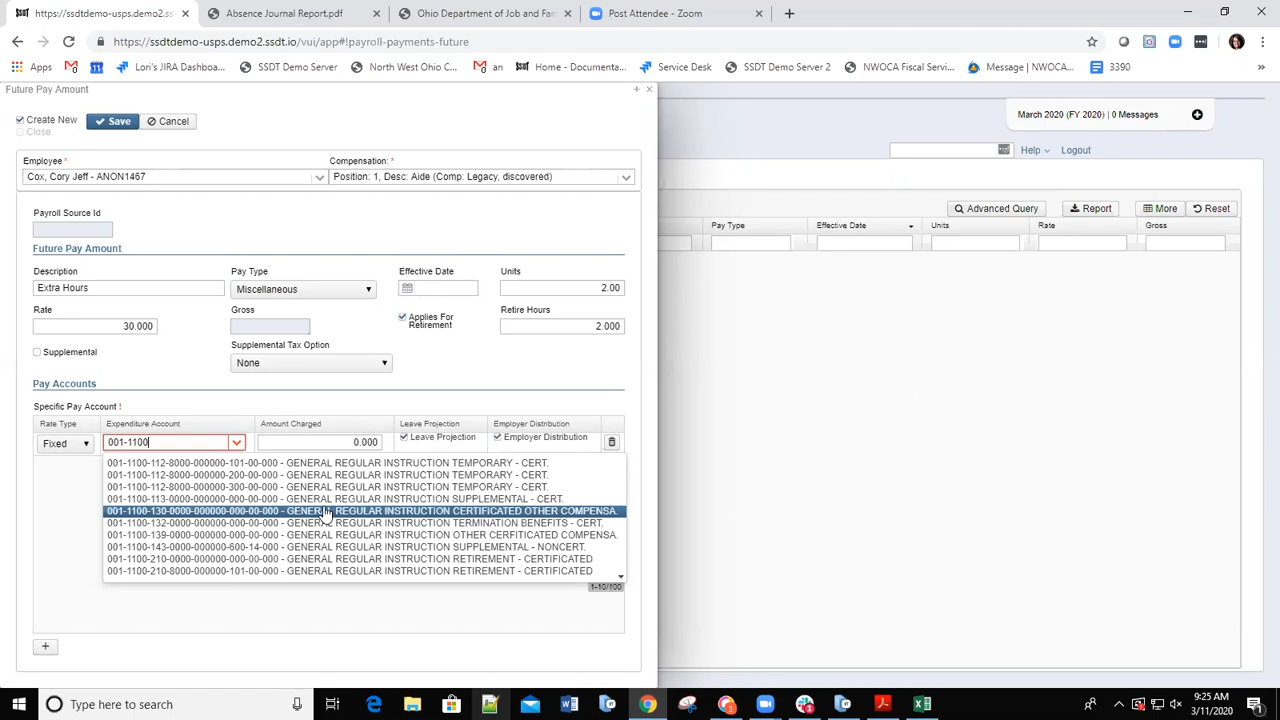 https://ssdtdemo-usps.demo2.ssdt.io
Absence Journal Report.pdf
Ohio Department of Job and Fam
Post Attendee - Zoom
https://ssdtdemo-usps.demo2.ssdt.io/vui/app#!payroll-payments-future
Apps
Lori's JIRA Dashboa...
SSDT Demo Server
North West Ohio C...
an
SSDT Home - Documenta...
Service Desk
SSDT Demo Server 2
NWOCA Fiscal Servi...
Message | NWOCA...
3390
Future Pay Amount
March 2020 (FY 2020) | 0 Messages
Create New
Close
Save
Cancel
Help
Logout
Employee *
Compensation: *
Cox, Cory Jeff - ANON1467
Position: 1, Desc: Aide (Comp: Legacy, discovered)
Advanced Query
Report
More
Reset
Pay Type
Effective Date
Units
Rate
Gross
Payroll Source Id
Future Pay Amount
Description
Pay Type
Effective Date
Units
Extra Hours
Miscellaneous
2.00
Rate
Gross
Applies For Retirement
Retire Hours
30.000
2.000
Supplemental
Supplemental Tax Option
None
Pay Accounts
Specific Pay Account !
Rate Type
Expenditure Account
Amount Charged
Leave Projection
Employer Distribution
Fixed
001-1100
0.000
Leave Projection
Employer Distribution
001-1100-112-8000-000000-101-00-000 - GENERAL REGULAR INSTRUCTION TEMPORARY - CERT.
001-1100-112-8000-000000-200-00-000 - GENERAL REGULAR INSTRUCTION TEMPORARY - CERT.
001-1100-112-8000-000000-300-00-000 - GENERAL REGULAR INSTRUCTION TEMPORARY - CERT.
001-1100-113-0000-000000-000-00-000 - GENERAL REGULAR INSTRUCTION SUPPLEMENTAL - CERT.
001-1100-130-0000-000000-000-00-000 - GENERAL REGULAR INSTRUCTION CERTIFICATED OTHER COMPENSA.
001-1100-132-0000-000000-000-00-000 - GENERAL REGULAR INSTRUCTION TERMINATION BENEFITS - CERT.
001-1100-139-0000-000000-000-00-000 - GENERAL REGULAR INSTRUCTION OTHER CERFITICATED COMPENSA.
001-1100-143-0000-000000-600-14-000 - GENERAL REGULAR INSTRUCTION SUPPLEMENTAL - NONCERT.
001-1100-210-0000-000000-000-00-000 - GENERAL REGULAR INSTRUCTION RETIREMENT - CERTIFICATED
001-1100-210-8000-000000-101-00-000 - GENERAL REGULAR INSTRUCTION RETIREMENT - CERTIFICATED
1-10/100
Type here to search
9:25 AM
3/11/2020